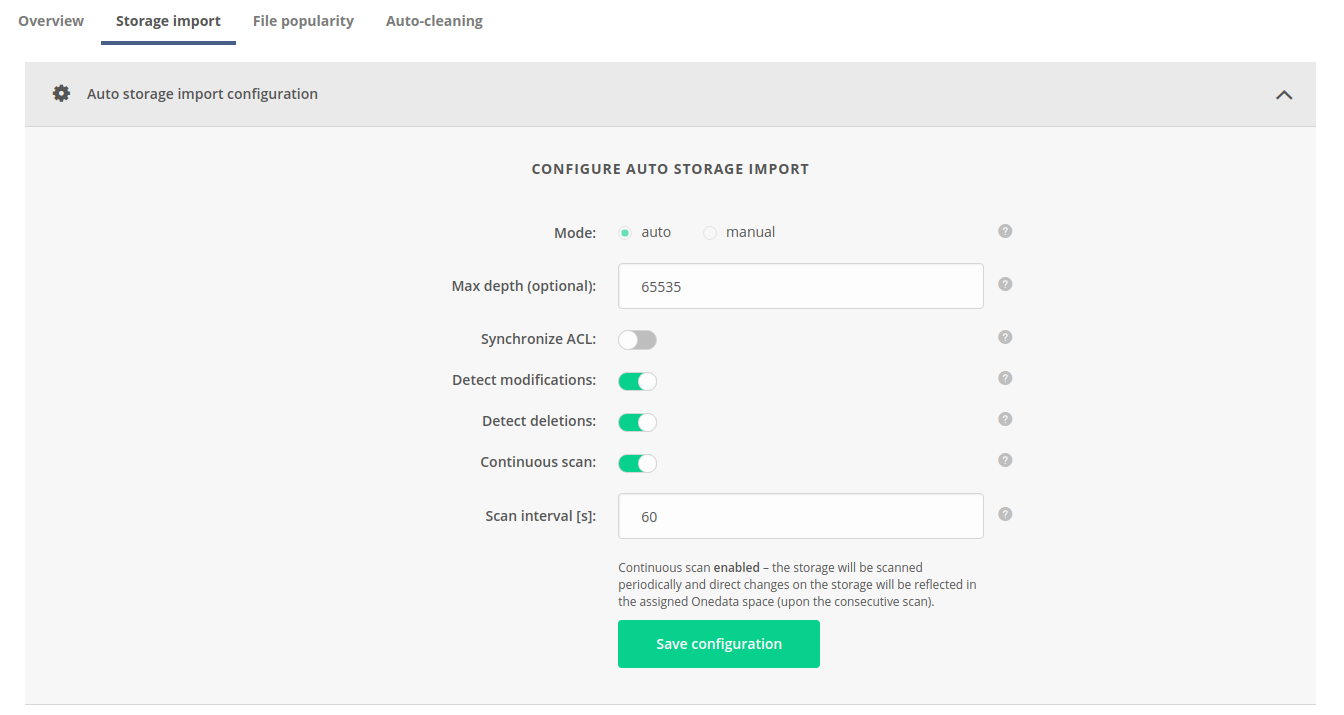 Overview Storage import File popularity Auto-cleaning
Auto storage import configuration
CONFIGURE AUTO STORAGE IMPORT
Mode: auto manual ?
Max depth (optional): 65535 ?
Synchronize ACL: ?
Detect modifications: ?
Detect deletions: ?
Continuous scan: ?
Scan interval [s]: 60 ?
Continuous scan enabled – the storage will be scanned
periodically and direct changes on the storage will be reflected in
the assigned Onedata space (upon the consecutive scan).
Save configuration